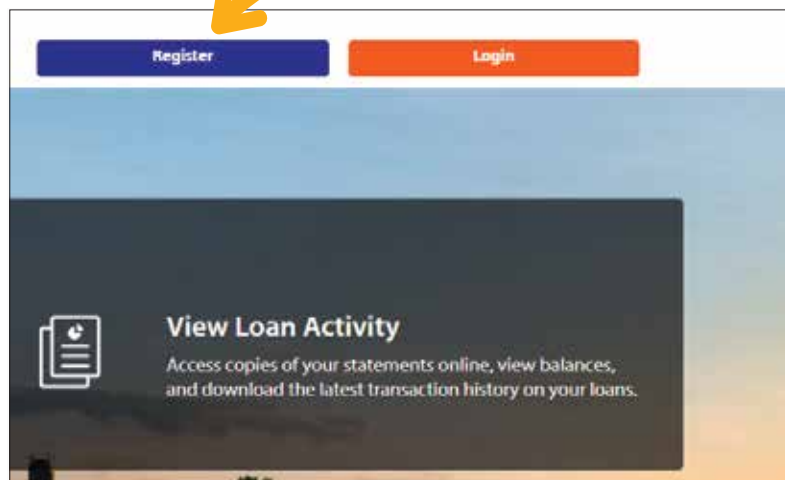 Register
Login
View Loan Activity
Access copies of your statements online, view balances,
and download the latest transaction history on your loans.